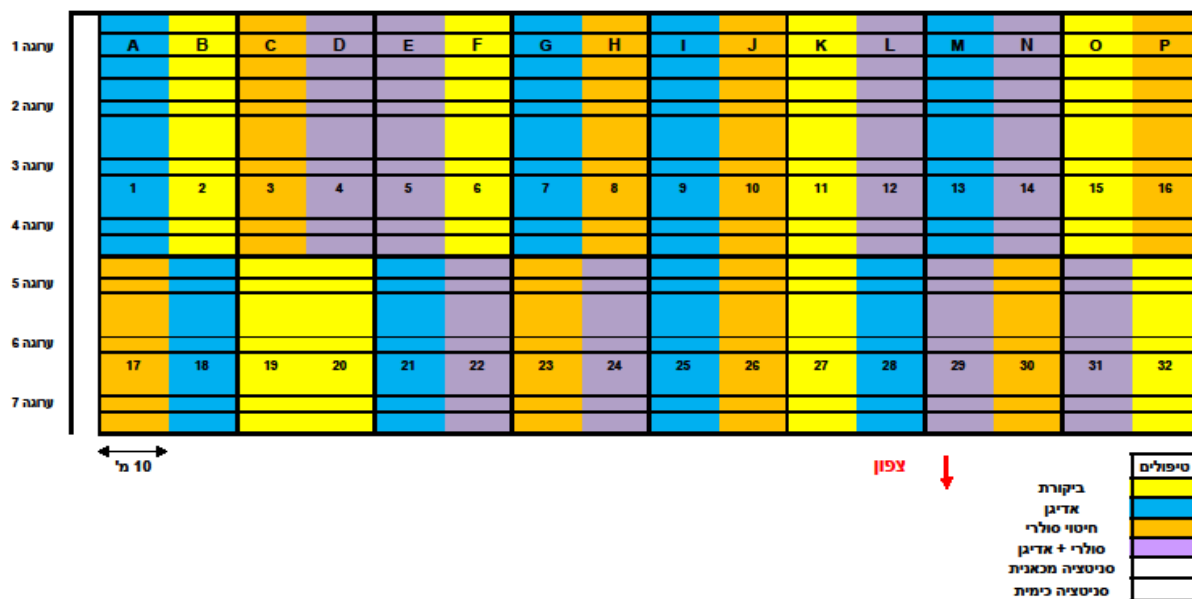 ערוגה 1
A B C D E F G H I J K L M N O P
ערוגה 2
ערוגה 3
1 2 3 4 5 6 7 8 9 10 11 12 13 14 15 16
ערוגה 4
ערוגה 5
ערוגה 6
17 18 19 20 21 22 23 24 25 26 27 28 29 30 31 32
ערוגה 7
10 מ'
צפון
טיפולים
ביקורת
אדיגן
חיטוי סולרי
סולרי + אדיגן
סניטציה מכאנית
סניטציה כימית